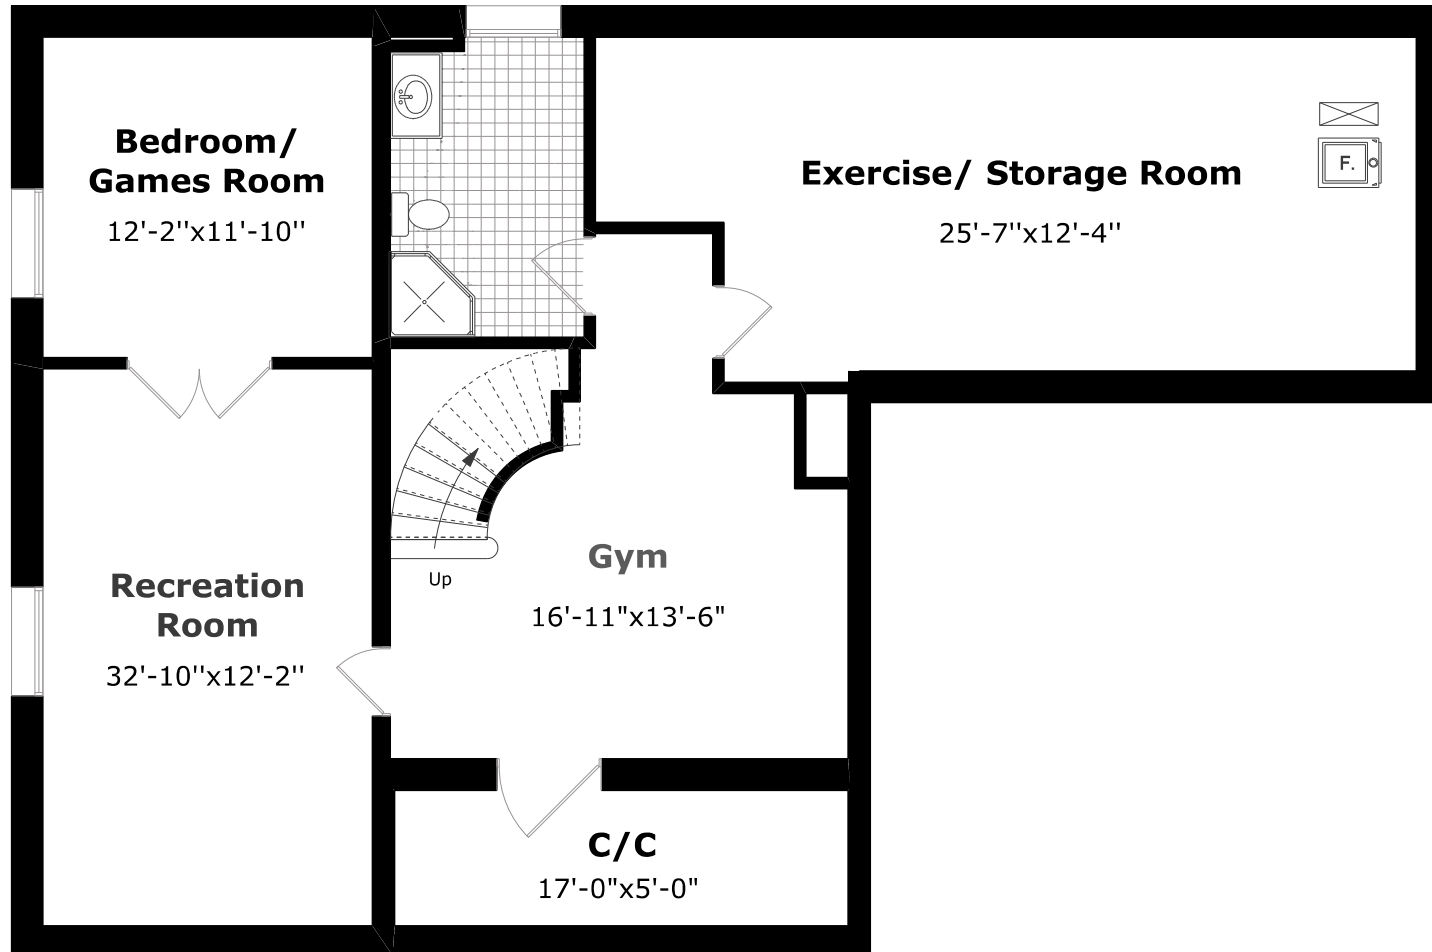 Bedroom/
Games Room
12'-2''x11'-10''
Exercise/ Storage Room
25'-7''x12'-4''
F.
Recreation
Room
32'-10''x12'-2''
Up
Gym
16'-11"x13'-6"
C/C
17'-0"x5'-0"